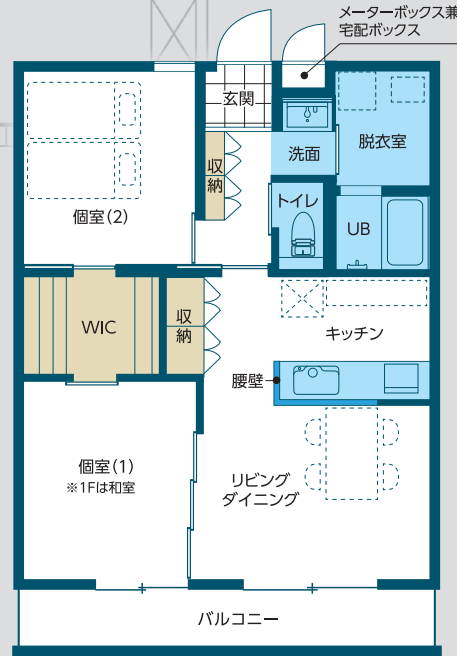 メーターボックス兼
宅配ボックス
玄関
収
納
洗面
脱衣室
個室(2)
トイレ
UB
WIC
収
納
キッチン
腰壁
個室(1)
※1Fは和室
リビング
ダイニング
バルコニー